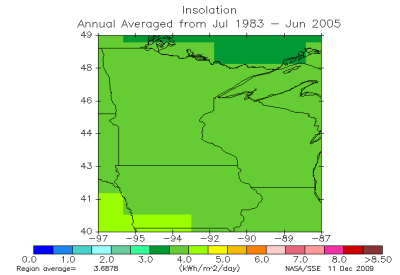 Insolation
Annual Averaged from Jul 1983 - Jun 2005
49
48
46
45
44
43
41
40
-97 -95 -94 -92 -90 -89 -87
0.0 1.0 2.0 3.0 4.0 5.0 6.0 7.0 8.0 >8.50
Region average= 3.6878 (kWh/m^2/day) NASA/SSE 11 Dec 2009